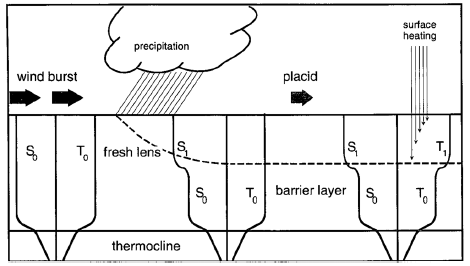 surface
heating
precipitation
wind burst
placid
S0
T0
fresh lens
S1
S0
T0
barrier layer
S1
S0
T1
T0
thermocline